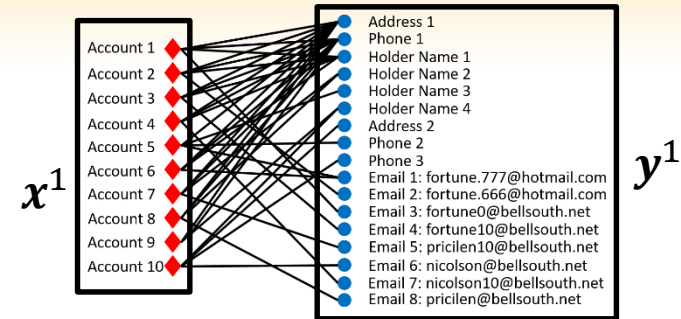 x¹
Account 1
Account 2
Account 3
Account 4
Account 5
Account 6
Account 7
Account 8
Account 9
Account 10
Address 1
Phone 1
Holder Name 1
Holder Name 2
Holder Name 3
Holder Name 4
Address 2
Phone 2
Phone 3
Email 1: fortune.777@hotmail.com
Email 2: fortune.666@hotmail.com
Email 3: fortune0@bellsouth.net
Email 4: fortune10@bellsouth.net
Email 5: pricilen10@bellsouth.net
Email 6: nicolson@bellsouth.net
Email 7: nicolson10@bellsouth.net
Email 8: pricilen@bellsouth.net
y¹